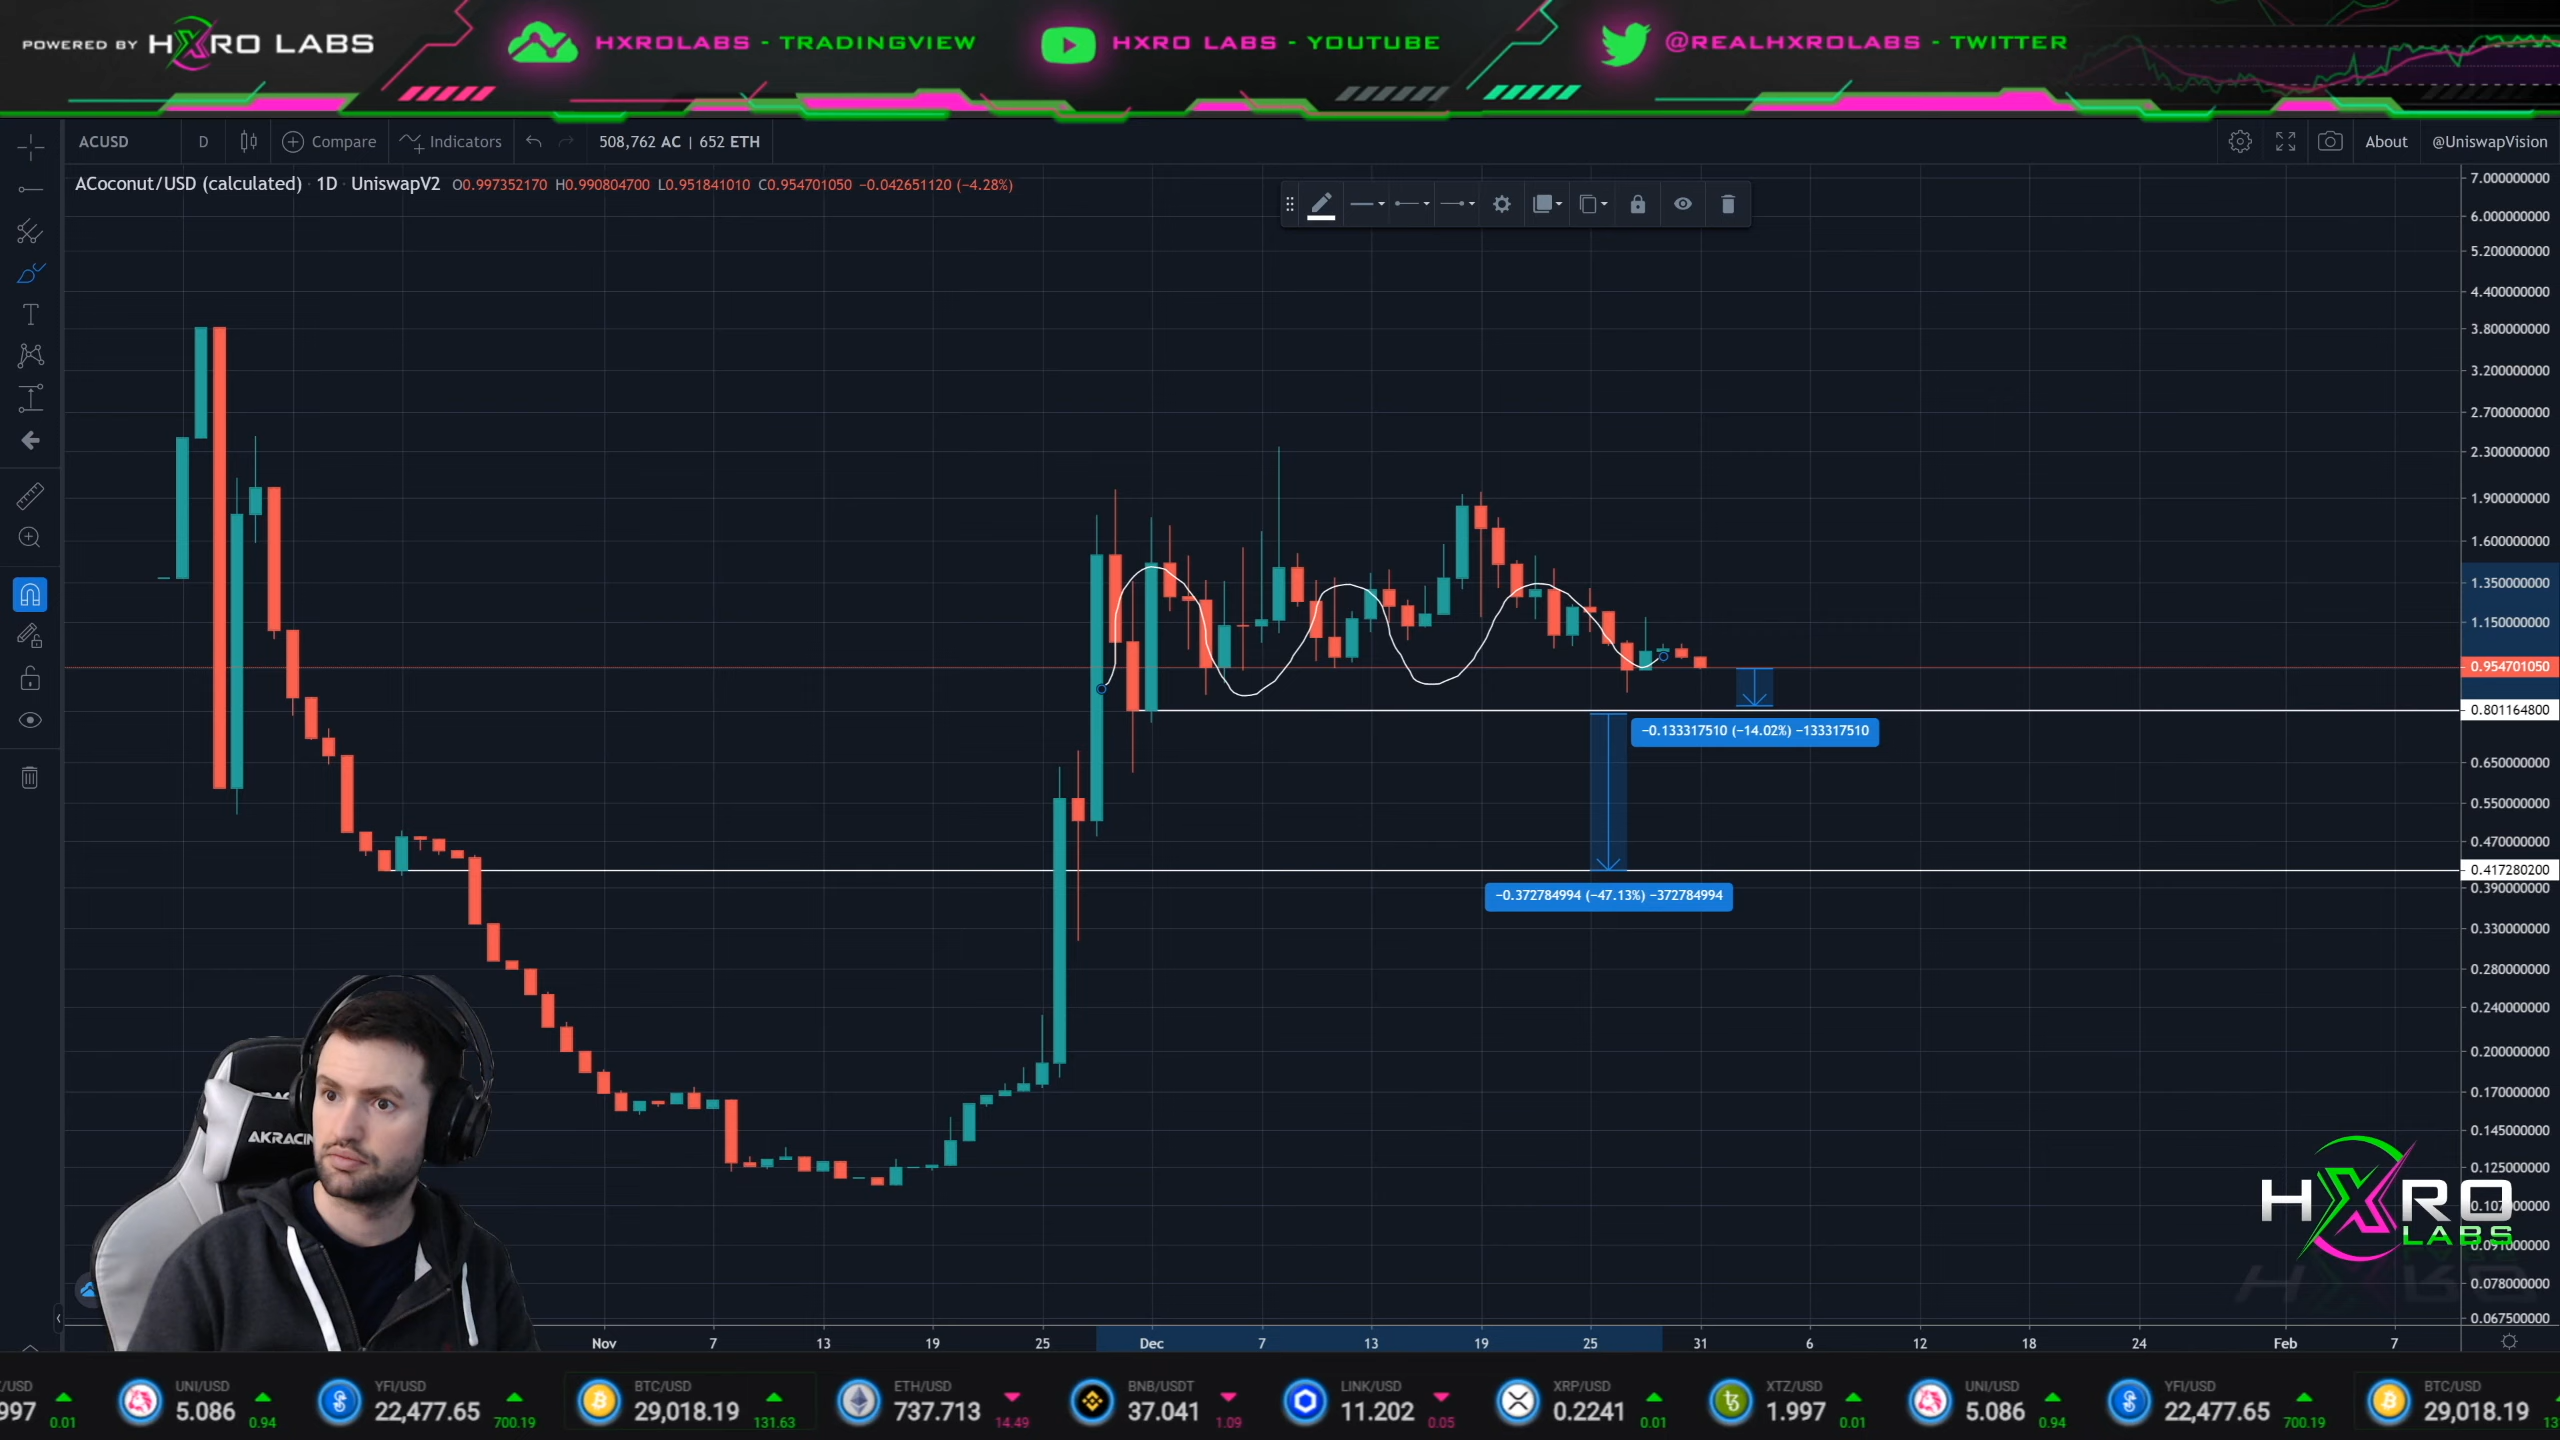 POWERED BY HXRO LABS
HXROLABS - TRADINGVIEW
HXRO LABS - YOUTUBE
@REALHXROLABS - TWITTER
ACUSD
D
Compare
Indicators
508,762 AC | 652 ETH
About
@UniswapVision
ACoconut/USD (calculated) 1D UniswapV2 O0.997352170 H0.990804700 L0.951841010 C0.954701050 −0.042651120 (−4.28%)
7.000000000
6.000000000
5.200000000
4.400000000
3.800000000
3.200000000
2.700000000
2.300000000
1.900000000
1.600000000
1.350000000
1.150000000
0.954701050
0.801164800
0.650000000
0.550000000
0.470000000
0.417280200
0.390000000
0.330000000
0.280000000
0.240000000
0.200000000
0.170000000
0.145000000
0.125000000
0.078000000
0.067500000
−0.133317510 (−14.02%) −133317510
−0.372784994 (−47.13%) −372784994
HXRO
LABS
Nov
7
13
19
25
Dec
7
13
19
25
31
6
12
18
24
Feb
7
/USD
997
0.01
UNI/USD
5.086
0.94
YFI/USD
22,477.65
700.19
BTC/USD
29,018.19
131.63
ETH/USD
737.713
14.49
BNB/USDT
37.041
1.09
LINK/USD
11.202
0.05
XRP/USD
0.2241
0.01
XTZ/USD
1.997
0.01
UNI/USD
5.086
0.94
YFI/USD
22,477.65
700.19
BTC/USD
29,018.19